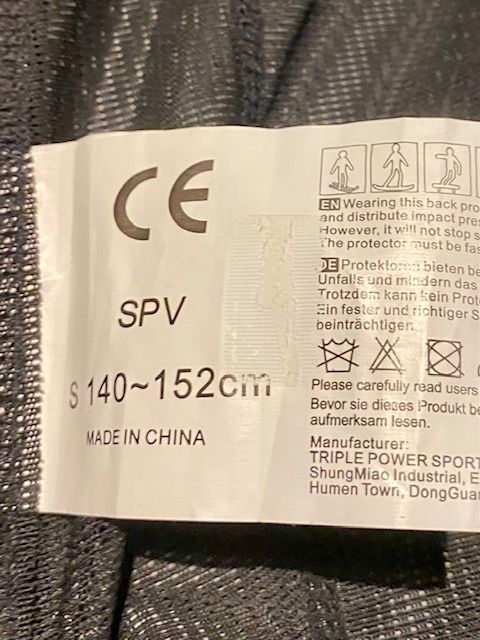 CE
SPV
S 140~152cm
MADE IN CHINA
EN Wearing this back pro
and distribute impact pres
However, it will not stop s
The protector must be fas
DE Protektoren bieten be
Unfalls und mindern das
Trotzdem kann kein Prote
Ein fester und richtiger S
beinträchtigen.
Please carefully read users
Bevor sie dieses Produkt be
aufmerksam lesen.
Manufacturer:
TRIPLE POWER SPORT
ShungMiao Industrial, E
Humen Town, DongGuan